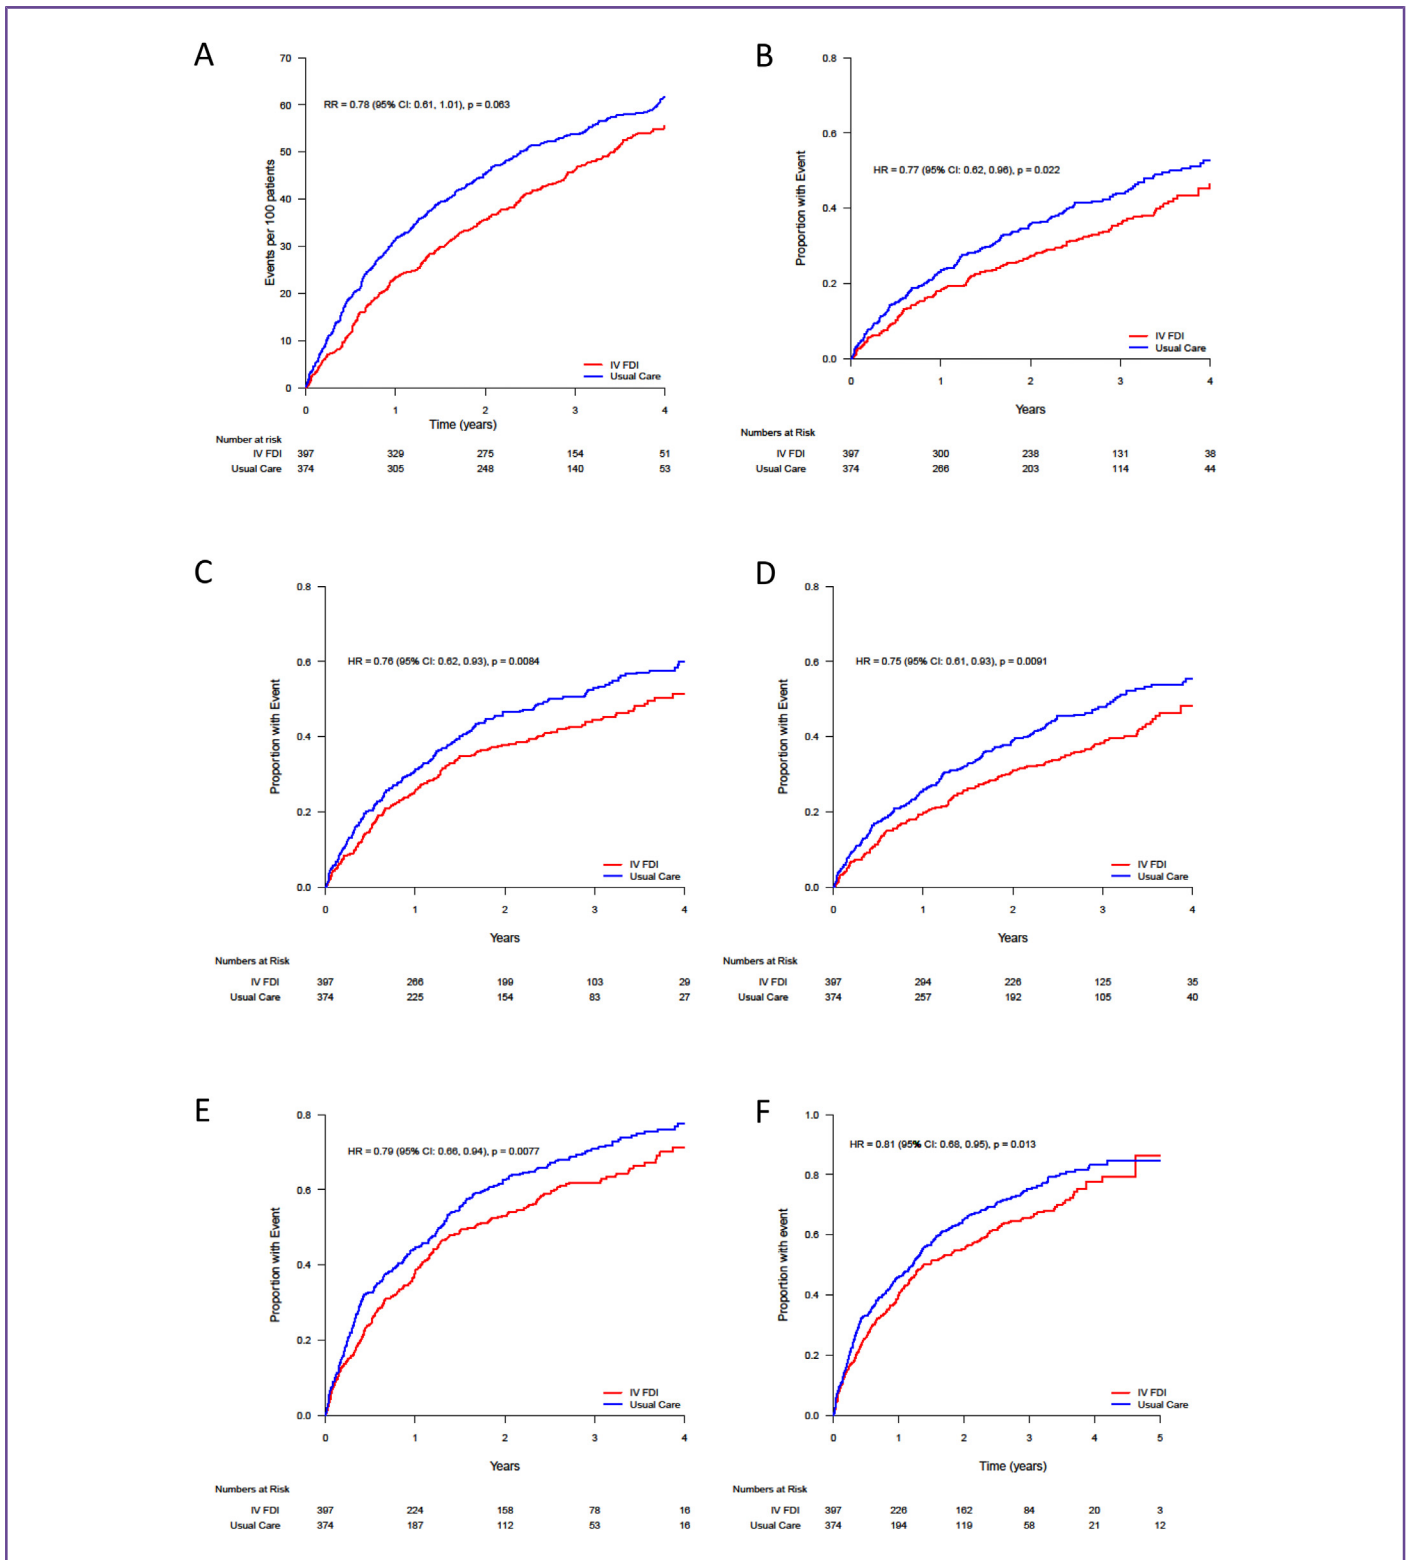 A
70
60
50
40
30
20
10
0
Events per 100 patients
RR = 0.78 (95% CI: 0.61, 1.01), p = 0.063
IV FDI
Usual Care
0 1 2 3 4
Time (years)
Number at risk
IV FDI 397 329 275 154 51
Usual Care 374 305 248 140 53
B
0.8
0.6
0.4
0.2
0.0
Proportion with Event
HR = 0.77 (95% CI: 0.62, 0.96), p = 0.022
IV FDI
Usual Care
0 1 2 3 4
Years
Numbers at Risk
IV FDI 397 300 238 131 38
Usual Care 374 266 203 114 44
C
0.8
0.6
0.4
0.2
0.0
Proportion with Event
HR = 0.76 (95% CI: 0.62, 0.93), p = 0.0084
IV FDI
Usual Care
0 1 2 3 4
Years
Numbers at Risk
IV FDI 397 266 199 103 29
Usual Care 374 225 154 83 27
D
0.8
0.6
0.4
0.2
0.0
Proportion with Event
HR = 0.75 (95% CI: 0.61, 0.93), p = 0.0091
IV FDI
Usual Care
0 1 2 3 4
Years
Numbers at Risk
IV FDI 397 294 226 125 35
Usual Care 374 257 192 105 40
E
0.8
0.6
0.4
0.2
0.0
Proportion with Event
HR = 0.79 (95% CI: 0.66, 0.94), p = 0.0077
IV FDI
Usual Care
0 1 2 3 4
Years
Numbers at Risk
IV FDI 397 224 158 78 16
Usual Care 374 187 112 53 16
F
1.0
0.8
0.6
0.4
0.2
0.0
Proportion with event
HR = 0.81 (95% CI: 0.68, 0.95), p = 0.013
IV FDI
Usual Care
0 1 2 3 4 5
Time (years)
Numbers at Risk
IV FDI 397 226 162 84 20 3
Usual Care 374 194 119 58 21 12